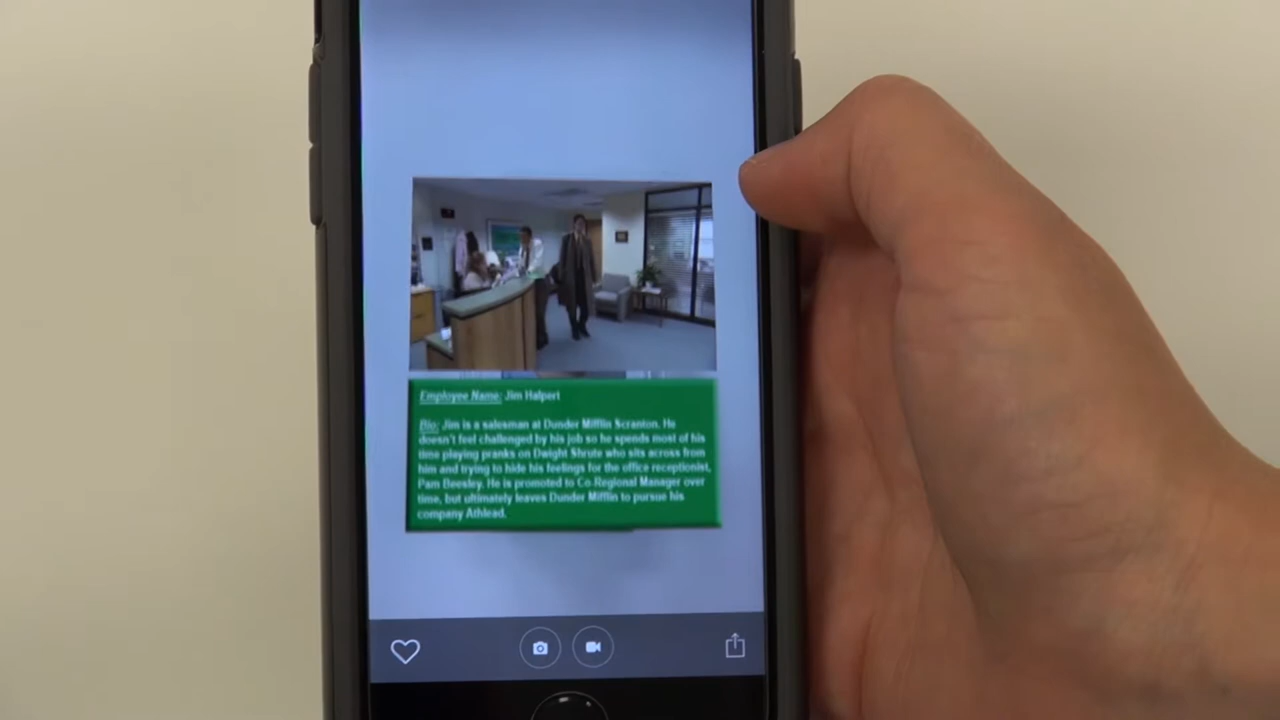 Employee Name: Jim Halpert
Bio: Jim is a salesman at Dunder Mifflin Scranton. He
doesn't feel challenged by his job so he spends most of his
time playing pranks on Dwight Shrute who sits across from
him and trying to hide his feelings for the office receptionist,
Pam Beesley. He is promoted to Co-Regional Manager over
time, but ultimately leaves Dunder Mifflin to pursue his
company Athlead.